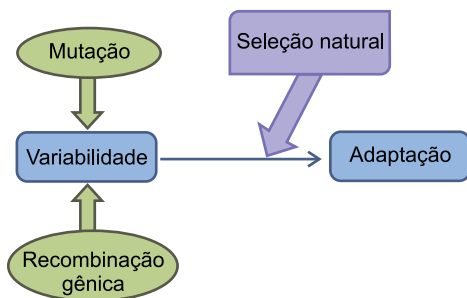 Mutação
Seleção natural
Variabilidade
Adaptação
Recombinação
gênica